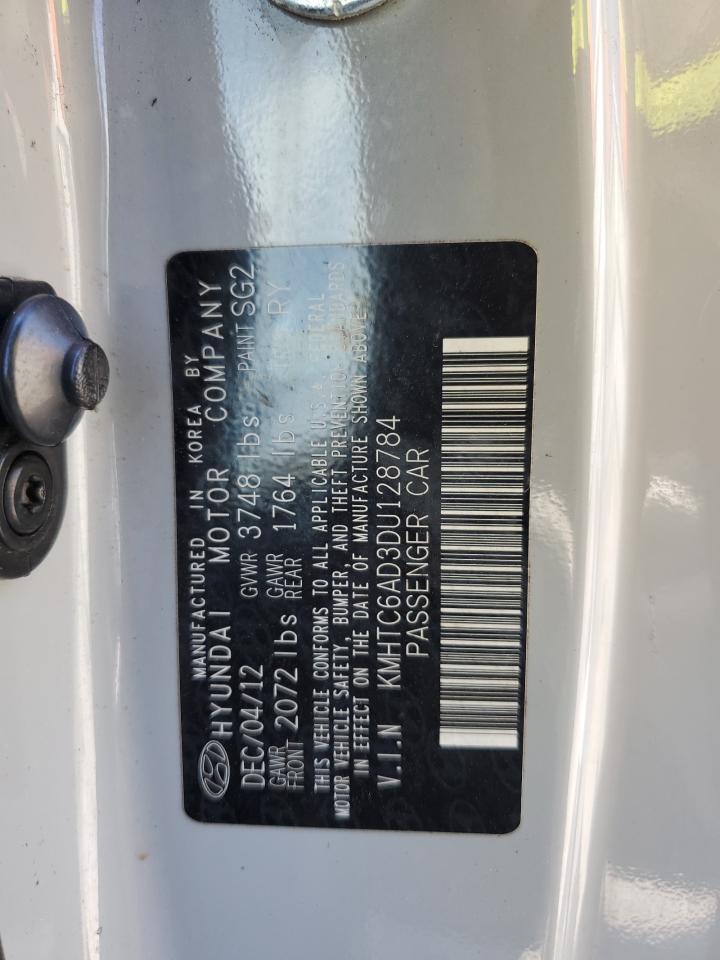 MANUFACTURED IN KOREA BY
HYUNDAI MOTOR COMPANY
DEC/04/12 GVWR 3748 lbs PAINT SG2
GAWR FRONT 2072 lbs GAWR REAR 1764 lbs RY
THIS VEHICLE CONFORMS TO ALL APPLICABLE U.S.A. FEDERAL
MOTOR VEHICLE SAFETY, BUMPER, AND THEFT PREVENTION STANDARDS
IN EFFECT ON THE DATE OF MANUFACTURE SHOWN ABOVE.
V.I.N KMHTC6AD3DU128784
PASSENGER CAR